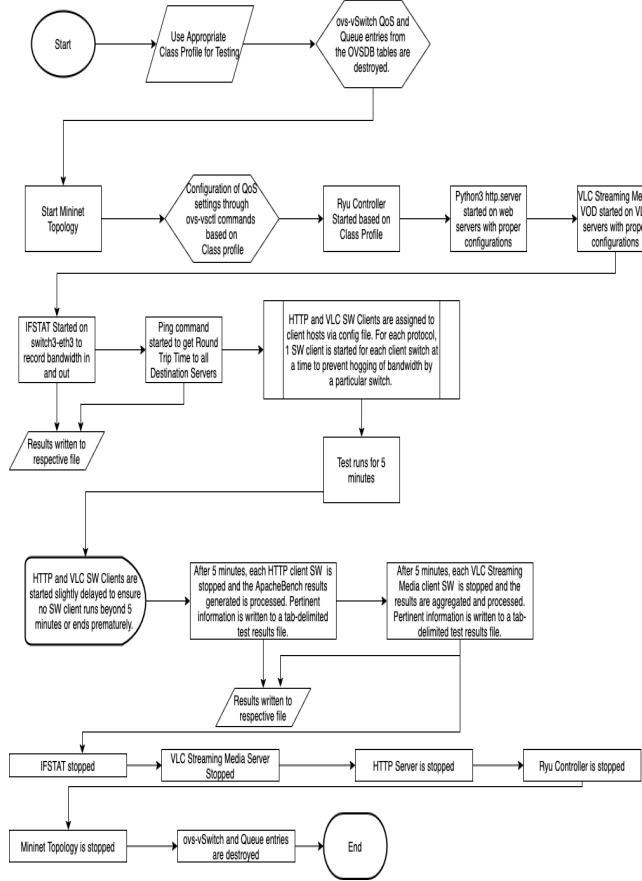 Start
Use Appropriate
Class Profile for Testing
ovs-vSwitch QoS and
Queue entries from
the OVSDB tables are
destroyed.
Start Mininet
Topology
Configuration of QoS
settings through
ovs-vsctl commands
based on
Class profile
Ryu Controller
Started based on
Class Profile
Python3 http.server
started on web
servers with proper
configurations
VLC Streaming Me
VOD started on VL
servers with prope
configurations
IFSTAT Started on
switch3-eth3 to
record bandwidth in
and out
Ping command
started to get Round
Trip Time to all
Destination Servers
HTTP and VLC SW Clients are assigned to
client hosts via config file. For each protocol,
1 SW client is started for each client switch at
a time to prevent hogging of bandwidth by
a particular switch.
Results written to
respective file
Test runs for 5
minutes
HTTP and VLC SW Clients are
started slightly delayed to ensure
no SW client runs beyond 5
minutes or ends prematurely.
After 5 minutes, each HTTP client SW is
stopped and the ApacheBench results
generated is processed. Pertinent
information is written to a tab-delimited
test results file.
After 5 minutes, each VLC Streaming
Media client SW is stopped and the
results are aggregated and processed.
Pertinent information is written to a tab-
delimited test results file.
Results written to
respective file
IFSTAT stopped
VLC Streaming Media Server
Stopped
HTTP Server is stopped
Ryu Controller is stopped
Mininet Topology is stopped
ovs-vSwitch and Queue entries
are destroyed
End